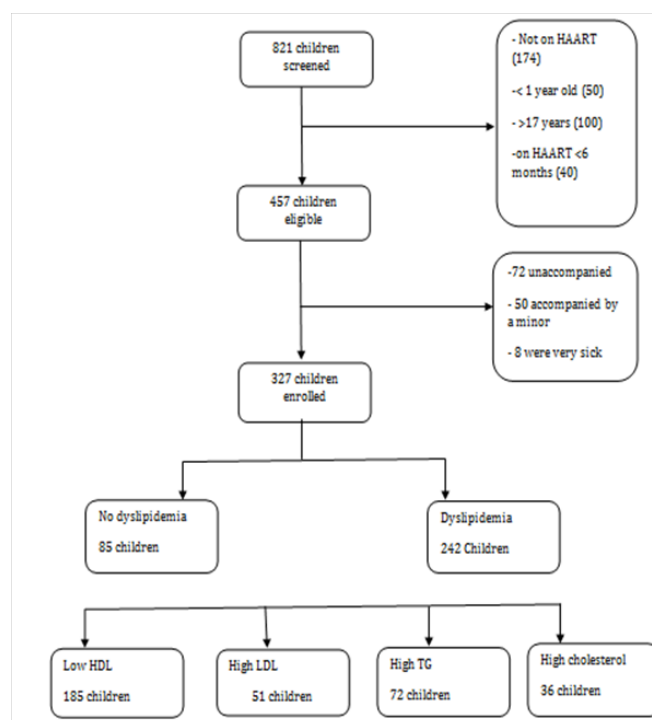 821 children
screened
- Not on HAART
(174)
-< 1 year old (50)
- >17 years (100)
-on HAART <6
months (40)
457 children
eligible
-72 unaccompanied
- 50 accompanied by
a minor
- 8 were very sick
327 children
enrolled
No dyslipidemia
85 children
Dyslipidemia
242 Children
Low HDL
185 children
High LDL
51 children
High TG
72 children
High cholesterol
36 children